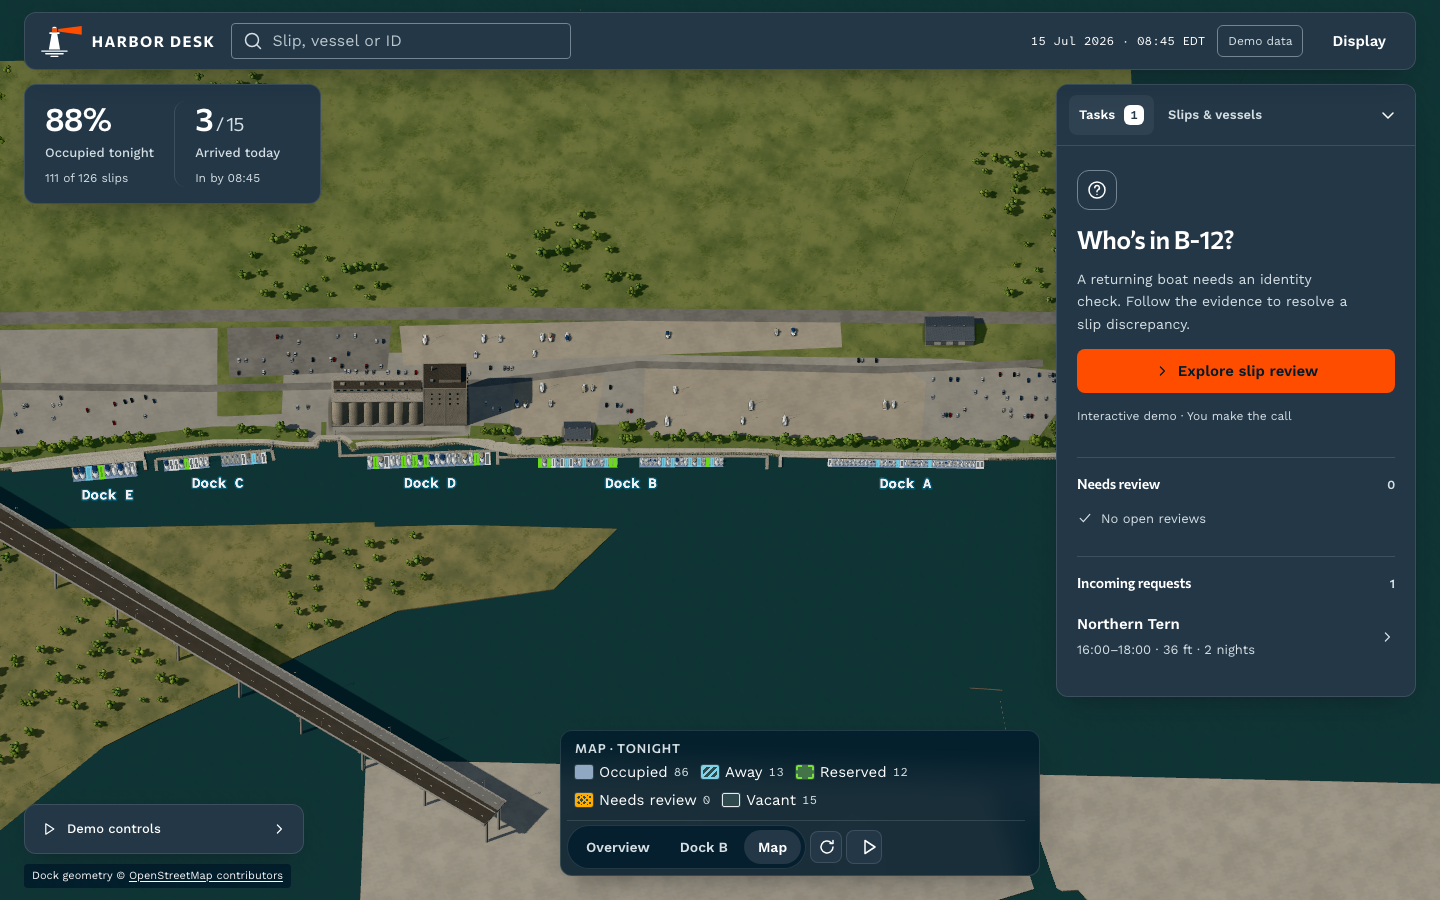 HARBOR DESK
Slip, vessel or ID
15 Jul 2026 · 08:45 EDT
Demo data
Display
88%
Occupied tonight
111 of 126 slips
3 / 15
Arrived today
In by 08:45
Tasks 1
Slips & vessels
Who's in B-12?
A returning boat needs an identity
check. Follow the evidence to resolve a
slip discrepancy.
Explore slip review
Interactive demo · You make the call
Needs review 0
No open reviews
Incoming requests 1
Northern Tern
16:00–18:00 · 36 ft · 2 nights
Dock E
Dock C
Dock D
Dock B
Dock A
MAP · TONIGHT
Occupied 86 Away 13 Reserved 12
Needs review 0 Vacant 15
Overview Dock B Map
Demo controls
Dock geometry © OpenStreetMap contributors